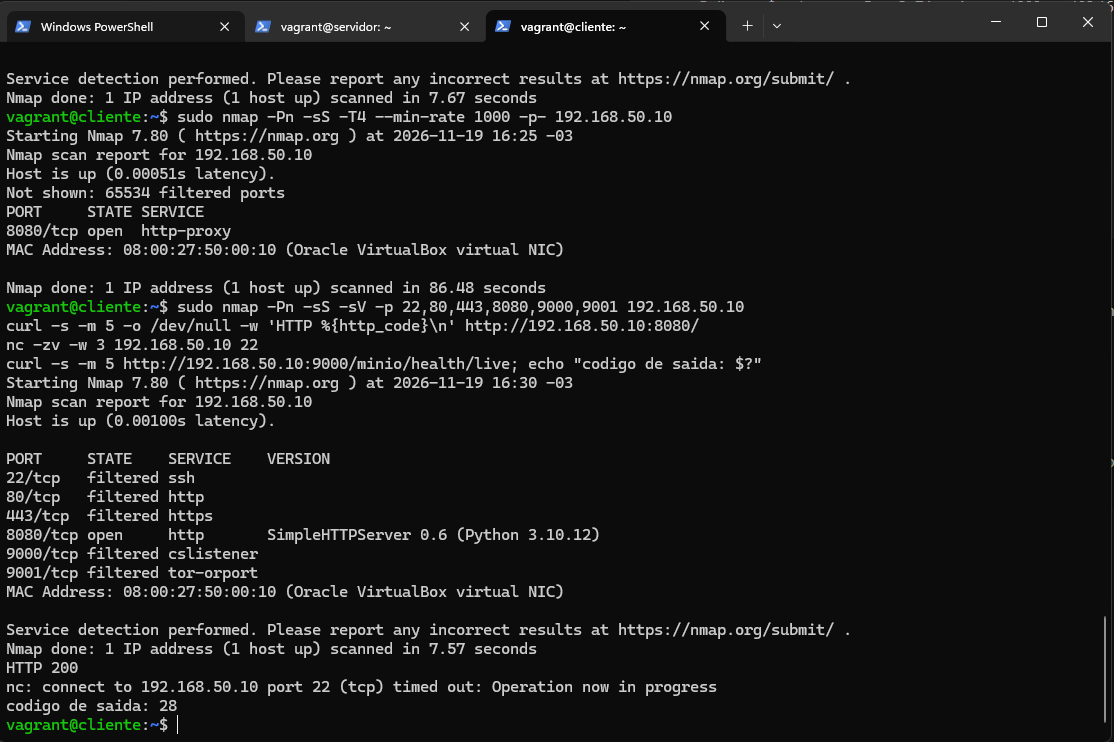 Windows PowerShell
vagrant@servidor: ~
vagrant@cliente: ~
Service detection performed. Please report any incorrect results at https://nmap.org/submit/ .
Nmap done: 1 IP address (1 host up) scanned in 7.67 seconds
vagrant@cliente:~$ sudo nmap -Pn -sS -T4 --min-rate 1000 -p- 192.168.50.10
Starting Nmap 7.80 ( https://nmap.org ) at 2026-11-19 16:25 -03
Nmap scan report for 192.168.50.10
Host is up (0.00051s latency).
Not shown: 65534 filtered ports
PORT     STATE SERVICE
8080/tcp open  http-proxy
MAC Address: 08:00:27:50:00:10 (Oracle VirtualBox virtual NIC)
Nmap done: 1 IP address (1 host up) scanned in 86.48 seconds
vagrant@cliente:~$ sudo nmap -Pn -sS -sV -p 22,80,443,8080,9000,9001 192.168.50.10
curl -s -m 5 -o /dev/null -w 'HTTP %{http_code}\n' http://192.168.50.10:8080/
nc -zv -w 3 192.168.50.10 22
curl -s -m 5 http://192.168.50.10:9000/minio/health/live; echo "codigo de saida: $?"
Starting Nmap 7.80 ( https://nmap.org ) at 2026-11-19 16:30 -03
Nmap scan report for 192.168.50.10
Host is up (0.00100s latency).
PORT     STATE    SERVICE    VERSION
22/tcp   filtered ssh
80/tcp   filtered http
443/tcp  filtered https
8080/tcp open     http       SimpleHTTPServer 0.6 (Python 3.10.12)
9000/tcp filtered cslistener
9001/tcp filtered tor-orport
MAC Address: 08:00:27:50:00:10 (Oracle VirtualBox virtual NIC)
Service detection performed. Please report any incorrect results at https://nmap.org/submit/ .
Nmap done: 1 IP address (1 host up) scanned in 7.57 seconds
HTTP 200
nc: connect to 192.168.50.10 port 22 (tcp) timed out: Operation now in progress
codigo de saida: 28
vagrant@cliente:~$